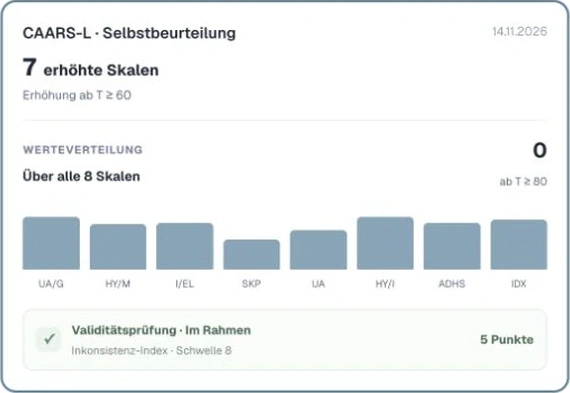 CAARS-L · Selbstbeurteilung
14.11.2026
7 erhöhte Skalen
Erhöhung ab T ≥ 60
WERTEVERTEILUNG
0
Über alle 8 Skalen
ab T ≥ 80
UA/G HY/M I/EL SKP UA HY/I ADHS IDX
✓
Validitätsprüfung · Im Rahmen
5 Punkte
Inkonsistenz-Index · Schwelle 8